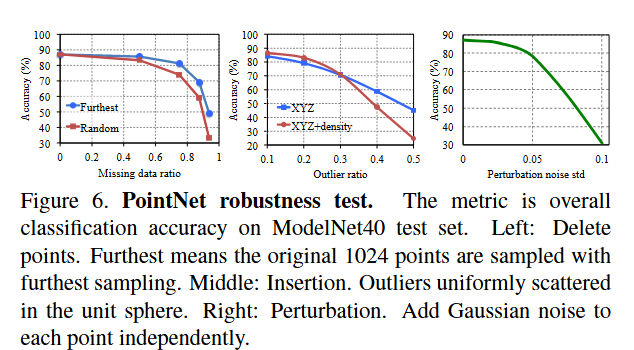 100
90
80
70
60
50
40
30
Accuracy (%)
Furthest
Random
0 0.2 0.4 0.6 0.8 1
Missing data ratio
100
90
80
70
60
50
40
30
20
Accuracy (%)
XYZ
XYZ+density
0.1 0.2 0.3 0.4 0.5
Outlier ratio
90
80
70
60
50
40
30
Accuracy (%)
0 0.05 0.1
Perturbation noise std
Figure 6. PointNet robustness test. The metric is overall
classification accuracy on ModelNet40 test set. Left: Delete
points. Furthest means the original 1024 points are sampled with
furthest sampling. Middle: Insertion. Outliers uniformly scattered
in the unit sphere. Right: Perturbation. Add Gaussian noise to
each point independently.